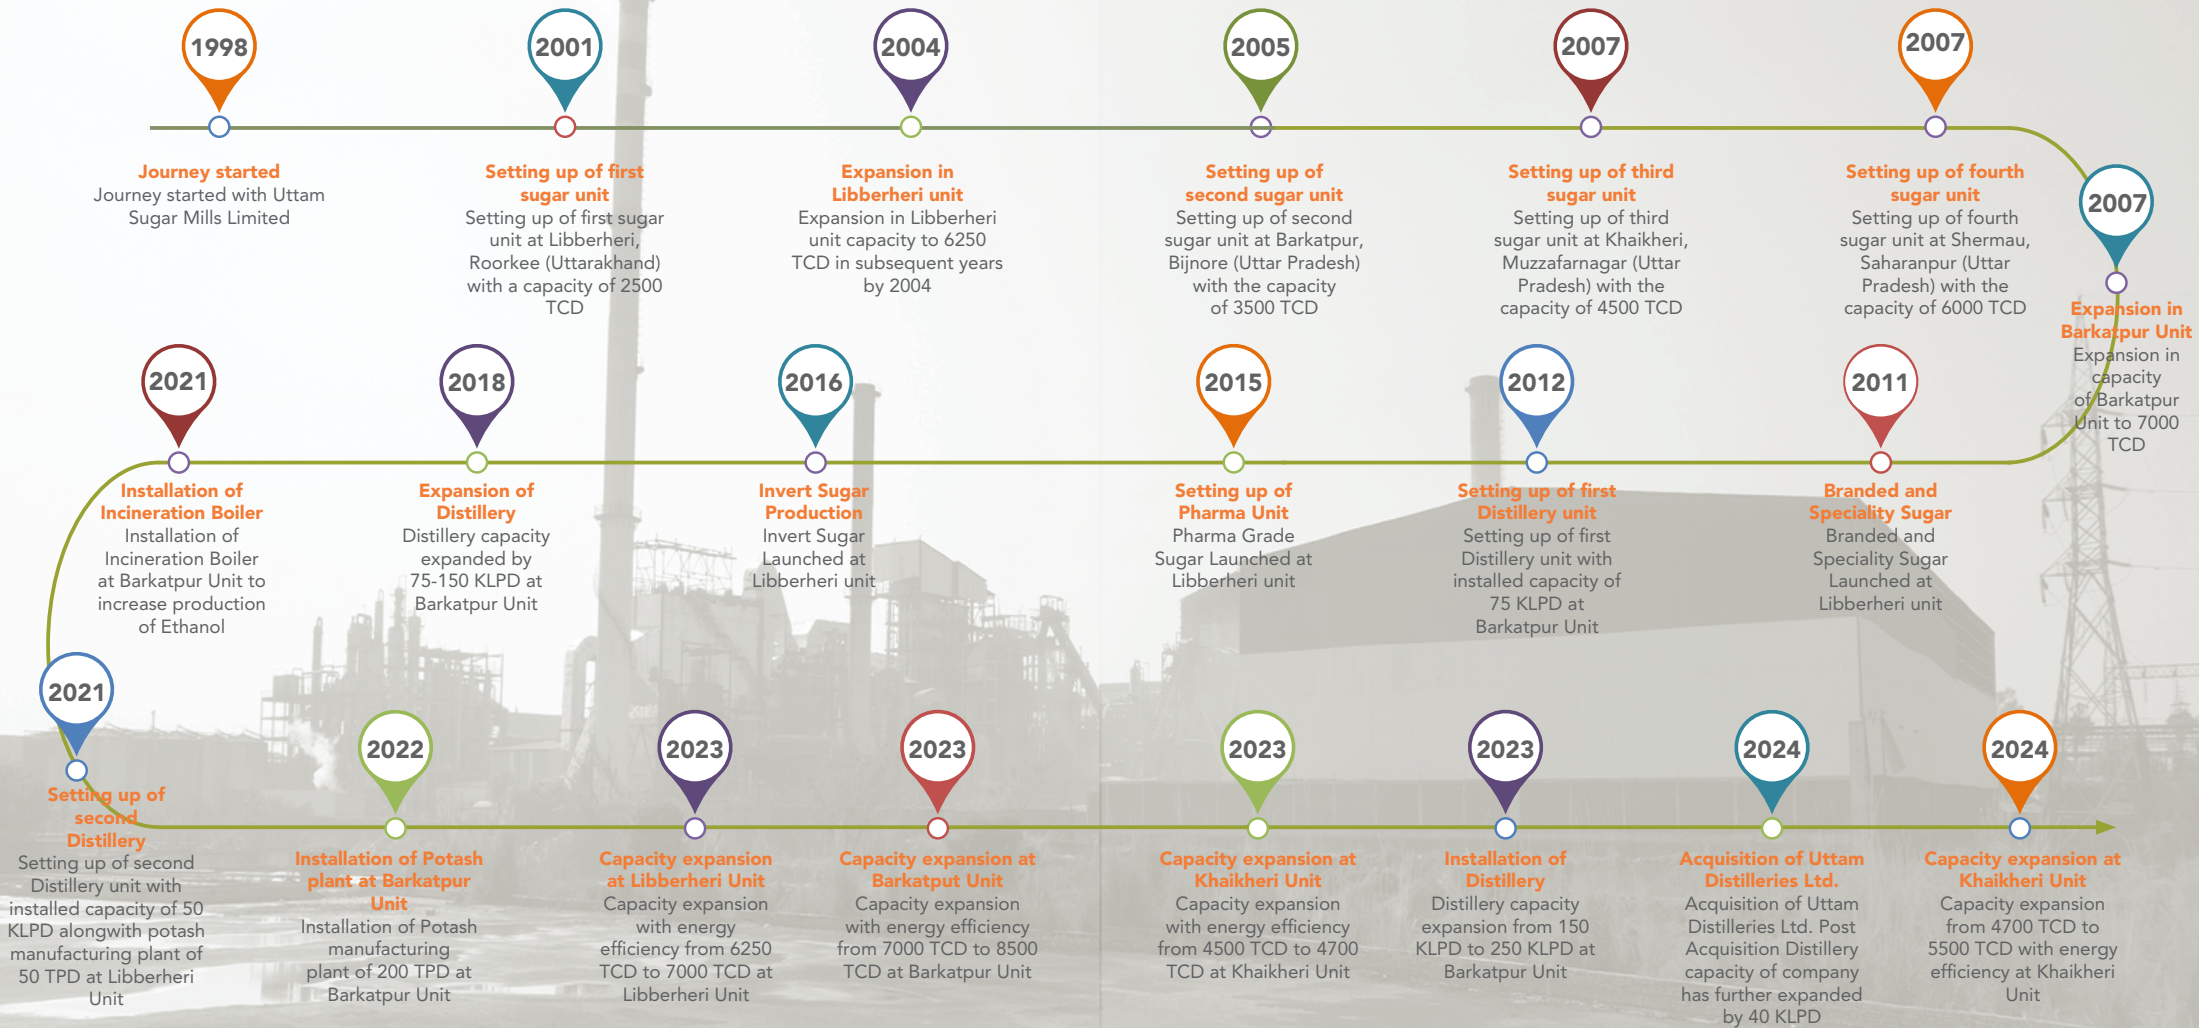 1998
Journey started
Journey started with Uttam
Sugar Mills Limited
2001
Setting up of first
sugar unit
Setting up of first sugar
unit at Libberheri,
Roorkee (Uttarakhand)
with a capacity of 2500
TCD
2004
Expansion in
Libberheri unit
Expansion in Libberheri
unit capacity to 6250
TCD in subsequent years
by 2004
2005
Setting up of
second sugar unit
Setting up of second
sugar unit at Barkatpur,
Bijnore (Uttar Pradesh)
with the capacity
of 3500 TCD
2007
Setting up of third
sugar unit
Setting up of third
sugar unit at Khaikheri,
Muzzafarnagar (Uttar
Pradesh) with the
capacity of 4500 TCD
2007
Setting up of fourth
sugar unit
Setting up of fourth
sugar unit at Shermau,
Saharanpur (Uttar
Pradesh) with the
capacity of 6000 TCD
2007
Expansion in
Barkatpur Unit
Expansion in
capacity
of Barkatpur
Unit to 7000
TCD
2011
Branded and
Speciality Sugar
Branded and
Speciality Sugar
Launched at
Libberheri unit
2012
Setting up of first
Distillery unit
Setting up of first
Distillery unit with
installed capacity of
75 KLPD at
Barkatpur Unit
2015
Setting up of
Pharma Unit
Pharma Grade
Sugar Launched at
Libberheri unit
2016
Invert Sugar
Production
Invert Sugar
Launched at
Libberheri unit
2018
Expansion of
Distillery
Distillery capacity
expanded by
75-150 KLPD at
Barkatpur Unit
2021
Installation of
Incineration Boiler
Installation of
Incineration Boiler
at Barkatpur Unit to
increase production
of Ethanol
2021
Setting up of
second
Distillery
Setting up of second
Distillery unit with
installed capacity of 50
KLPD alongwith potash
manufacturing plant of
50 TPD at Libberheri
Unit
2022
Installation of Potash
plant at Barkatpur
Unit
Installation of Potash
manufacturing
plant of 200 TPD at
Barkatpur Unit
2023
Capacity expansion
at Libberheri Unit
Capacity expansion
with energy
efficiency from 6250
TCD to 7000 TCD at
Libberheri Unit
2023
Capacity expansion at
Barkatput Unit
Capacity expansion
with energy efficiency
from 7000 TCD to 8500
TCD at Barkatpur Unit
2023
Capacity expansion at
Khaikheri Unit
Capacity expansion
with energy efficiency
from 4500 TCD to 4700
TCD at Khaikheri Unit
2023
Installation of
Distillery
Distillery capacity
expansion from 150
KLPD to 250 KLPD at
Barkatpur Unit
2024
Acquisition of Uttam
Distilleries Ltd.
Acquisition of Uttam
Distilleries Ltd. Post
Acquisition Distillery
capacity of company
has further expanded
by 40 KLPD
2024
Capacity expansion at
Khaikheri Unit
Capacity expansion
from 4700 TCD to
5500 TCD with energy
efficiency at Khaikheri
Unit